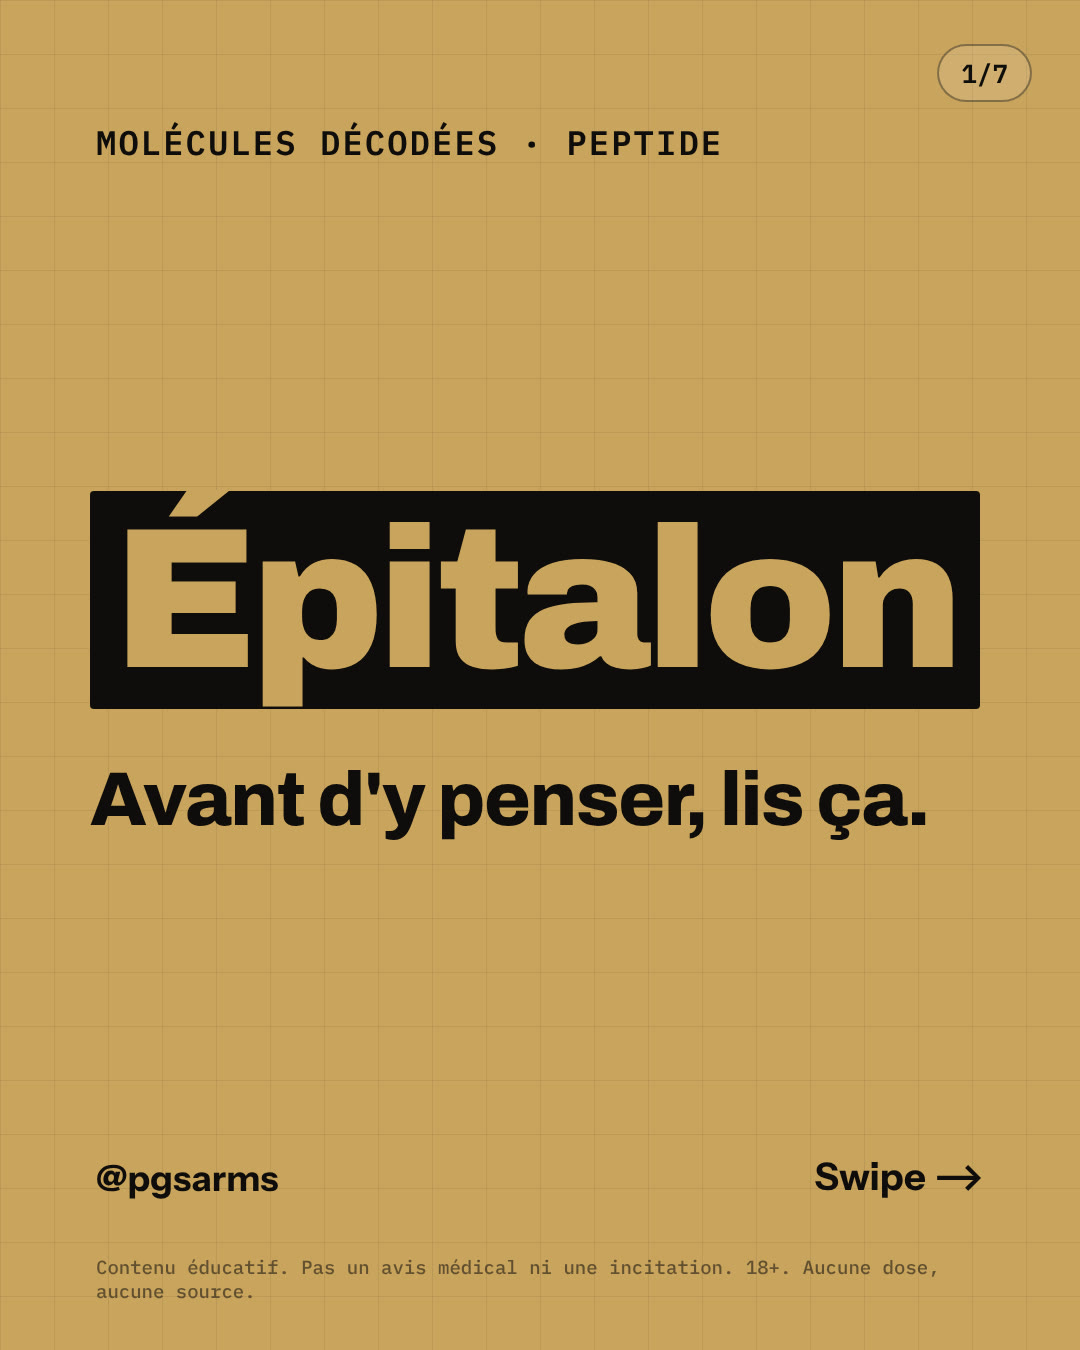 1/7
MOLÉCULES DÉCODÉES · PEPTIDE
Épitalon
Avant d'y penser, lis ça.
@pgsarms
Swipe →
Contenu éducatif. Pas un avis médical ni une incitation. 18+. Aucune dose,
aucune source.